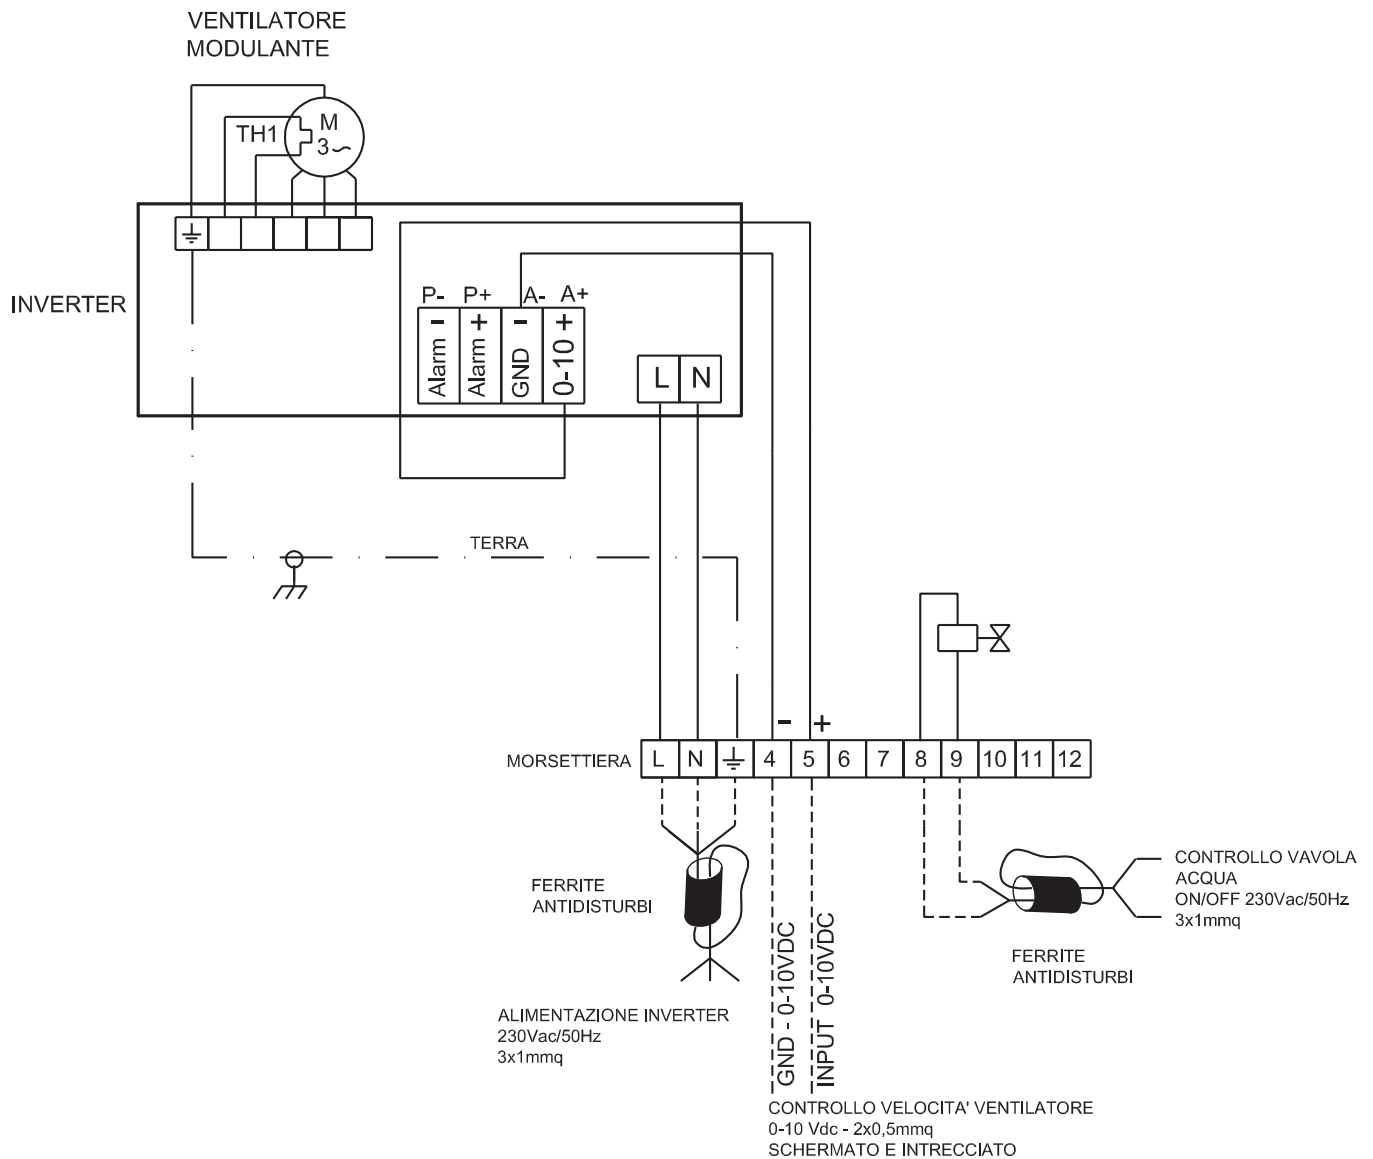 VENTILATORE
MODULANTE
TH1
M
3~
INVERTER
P- P+ A- A+
Alarm -
Alarm +
GND -
0-10 +
L N
TERRA
- +
MORSETTIERA
L N 4 5 6 7 8 9 10 11 12
FERRITE
ANTIDISTURBI
CONTROLLO VAVOLA
ACQUA
ON/OFF 230Vac/50Hz
3x1mmq
FERRITE
ANTIDISTURBI
GND - 0-10VDC
INPUT 0-10VDC
ALIMENTAZIONE INVERTER
230Vac/50Hz
3x1mmq
CONTROLLO VELOCITA' VENTILATORE
0-10 Vdc - 2x0,5mmq
SCHERMATO E INTRECCIATO